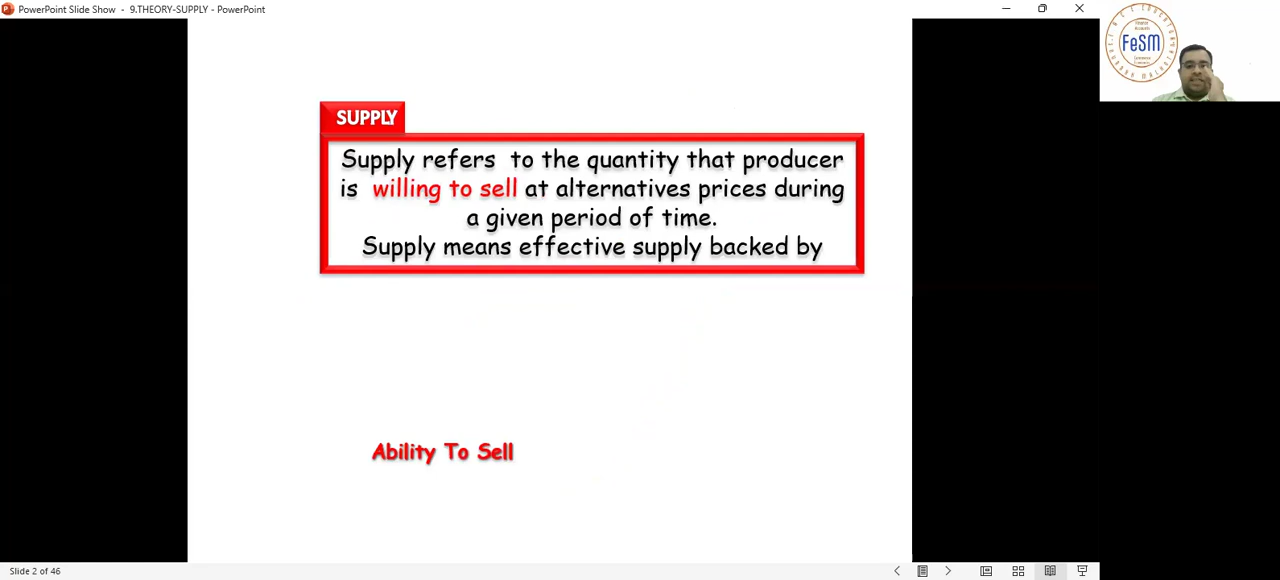 PowerPoint Slide Show - 9.THEORY-SUPPLY - PowerPoint
FeSM
SUPPLY
Supply refers to the quantity that producer
is willing to sell at alternatives prices during
a given period of time.
Supply means effective supply backed by
Ability To Sell
Slide 2 of 46